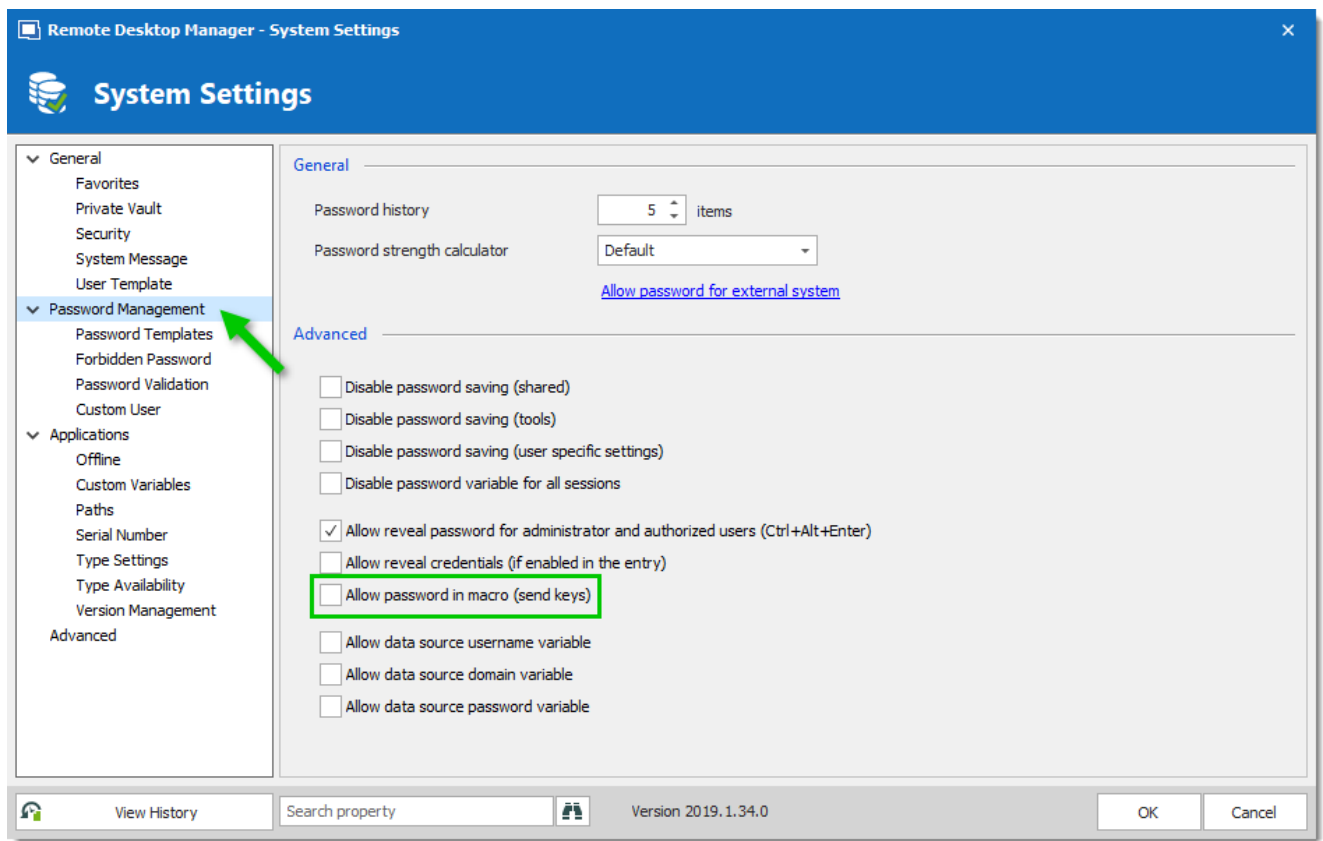 Remote Desktop Manager - System Settings
System Settings
General
Favorites
Private Vault
Security
System Message
User Template
Password Management
Password Templates
Forbidden Password
Password Validation
Custom User
Applications
Offline
Custom Variables
Paths
Serial Number
Type Settings
Type Availability
Version Management
Advanced
General
Password history 5 items
Password strength calculator Default
Allow password for external system
Advanced
Disable password saving (shared)
Disable password saving (tools)
Disable password saving (user specific settings)
Disable password variable for all sessions
Allow reveal password for administrator and authorized users (Ctrl+Alt+Enter)
Allow reveal credentials (if enabled in the entry)
Allow password in macro (send keys)
Allow data source username variable
Allow data source domain variable
Allow data source password variable
View History Search property Version 2019.1.34.0 OK Cancel